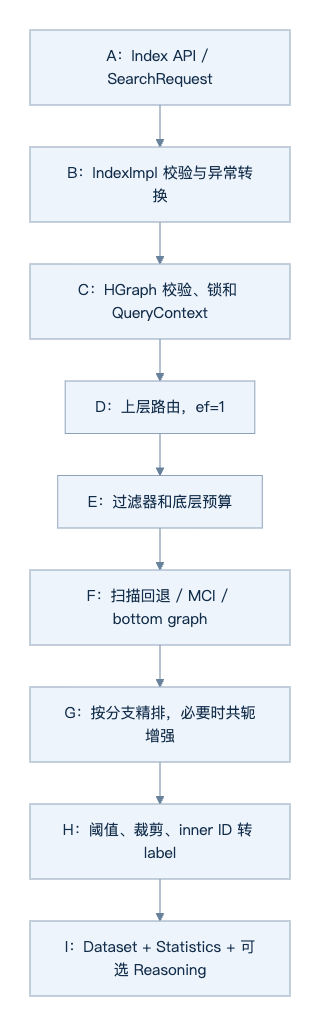 A：Index API /
SearchRequest
B：IndexImpl 校验与异常转
换
C：HGraph 校验、锁和
QueryContext
D：上层路由，ef=1
E：过滤器和底层预算
F：扫描回退 / MCI /
bottom graph
G：按分支精排，必要时共轭
增强
H：阈值、裁剪、inner ID 转
label
I：Dataset + Statistics + 可
选 Reasoning